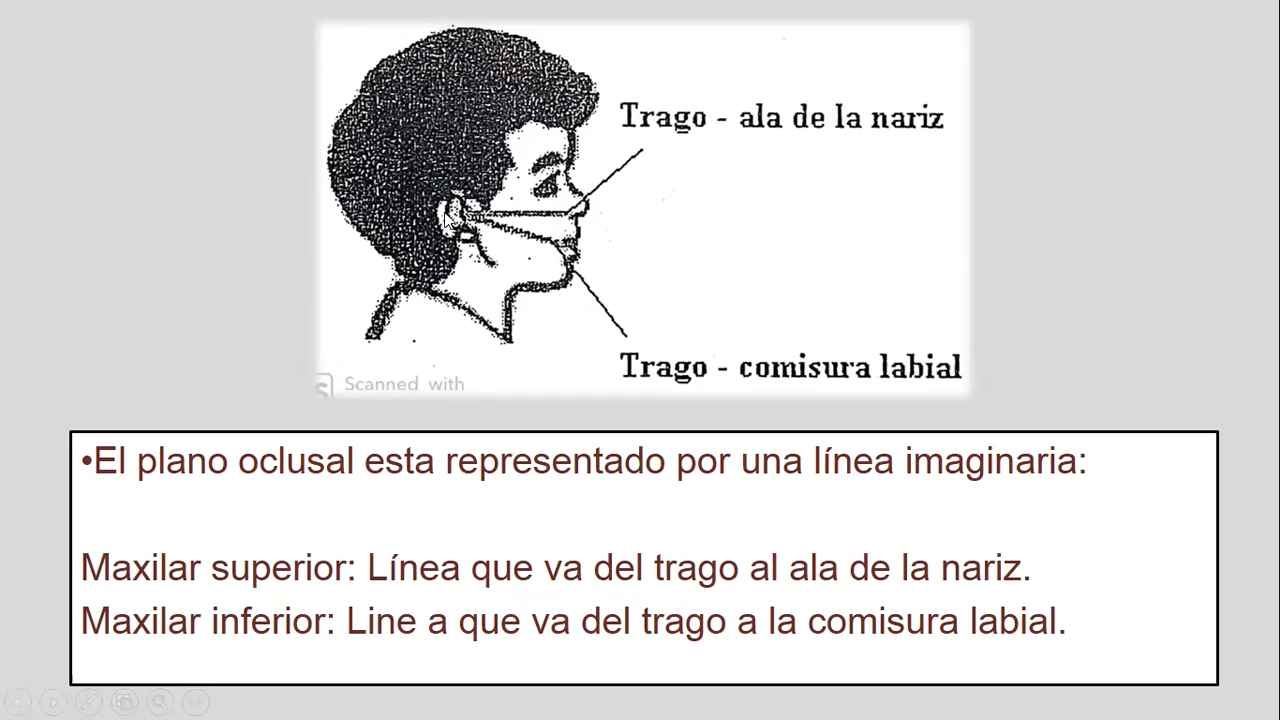 Trago - ala de la nariz
Trago - comisura labial
Scanned with
•El plano oclusal esta representado por una línea imaginaria:
Maxilar superior: Línea que va del trago al ala de la nariz.
Maxilar inferior: Line a que va del trago a la comisura labial.